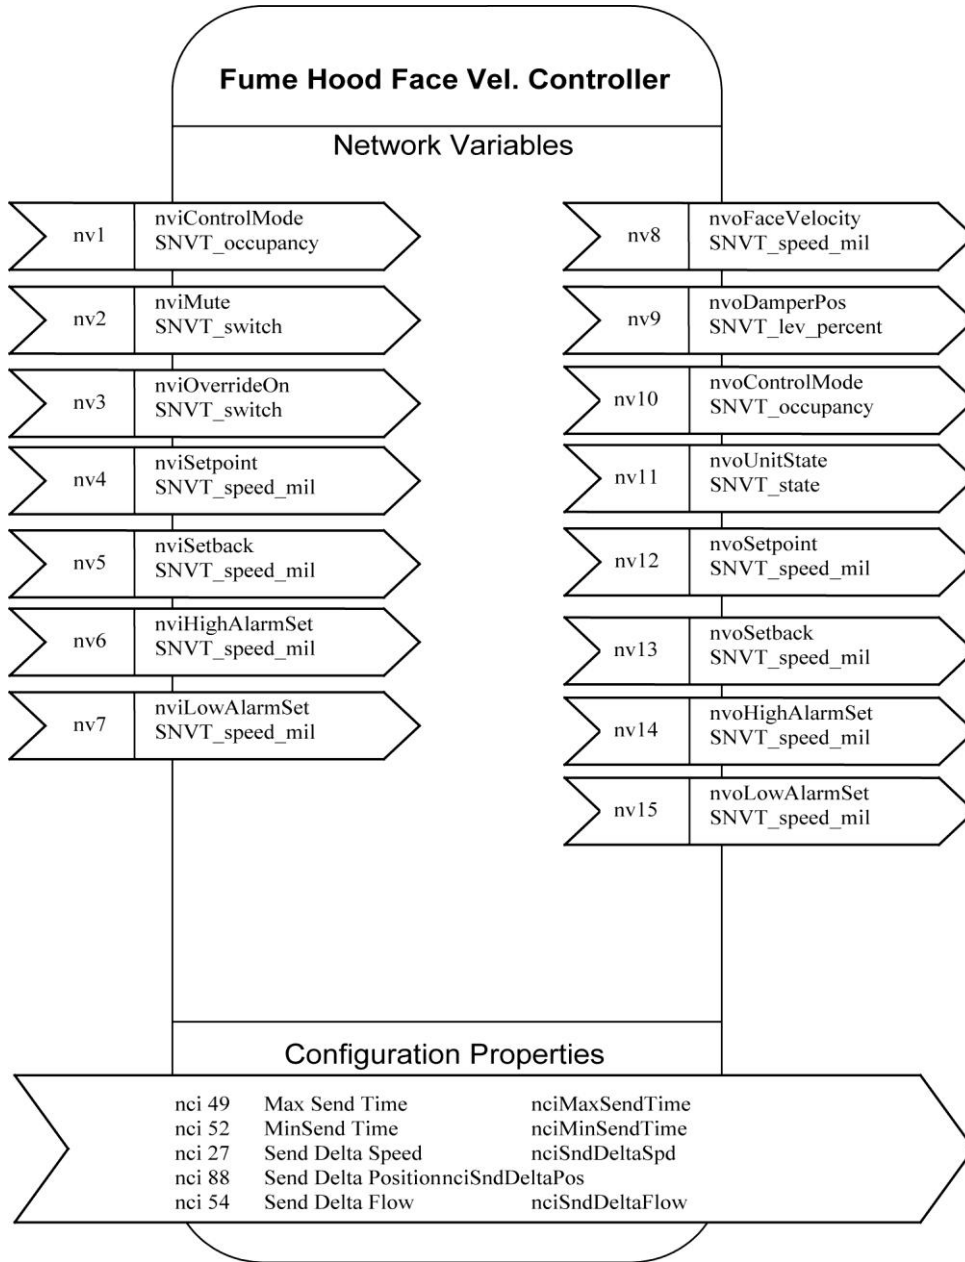 Fume Hood Face Vel. Controller
Network Variables
nv1
nviControlMode
SNVT_occupancy
nv2
nviMute
SNVT_switch
nv3
nviOverrideOn
SNVT_switch
nv4
nviSetpoint
SNVT_speed_mil
nv5
nviSetback
SNVT_speed_mil
nv6
nviHighAlarmSet
SNVT_speed_mil
nv7
nviLowAlarmSet
SNVT_speed_mil
nv8
nvoFaceVelocity
SNVT_speed_mil
nv9
nvoDamperPos
SNVT_lev_percent
nv10
nvoControlMode
SNVT_occupancy
nv11
nvoUnitState
SNVT_state
nv12
nvoSetpoint
SNVT_speed_mil
nv13
nvoSetback
SNVT_speed_mil
nv14
nvoHighAlarmSet
SNVT_speed_mil
nv15
nvoLowAlarmSet
SNVT_speed_mil
Configuration Properties
nci 49 Max Send Time nciMaxSendTime
nci 52 MinSend Time nciMinSendTime
nci 27 Send Delta Speed nciSndDeltaSpd
nci 88 Send Delta PositionnciSndDeltaPos
nci 54 Send Delta Flow nciSndDeltaFlow